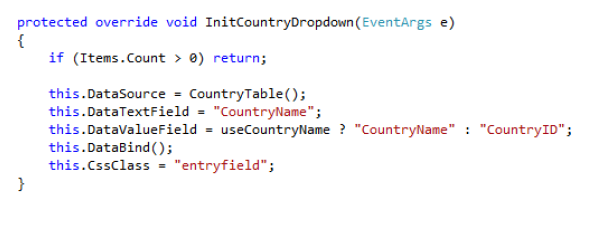 protected override void InitCountryDropdown(EventArgs e)
{
    if (Items.Count > 0) return;

    this.DataSource = CountryTable();
    this.DataTextField = "CountryName";
    this.DataValueField = useCountryName ? "CountryName" : "CountryID";
    this.DataBind();
    this.CssClass = "entryfield";
}